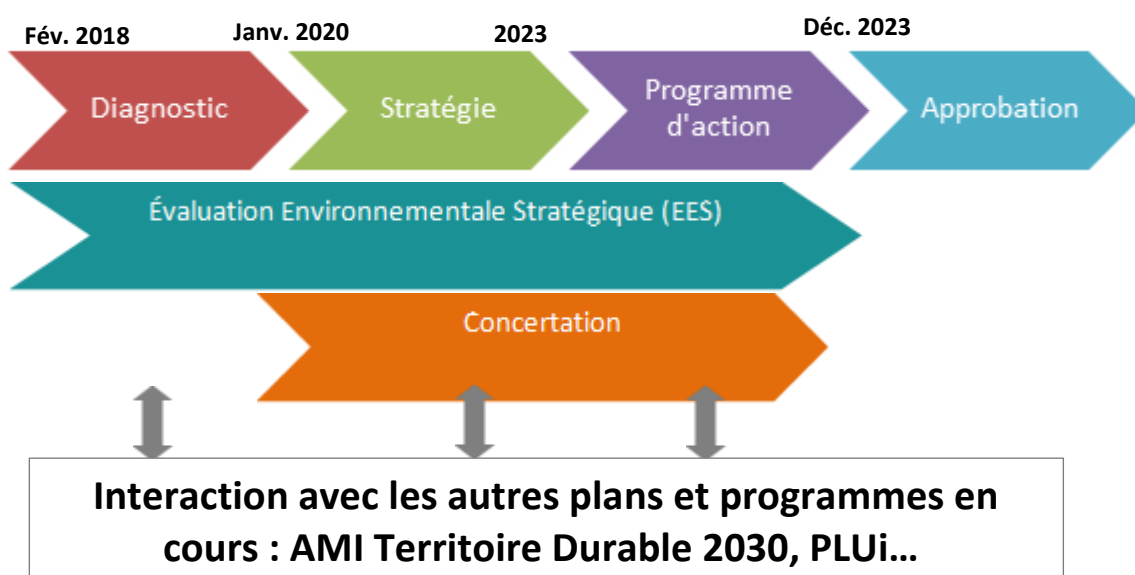 Fév. 2018
Janv. 2020
2023
Déc. 2023
Diagnostic
Stratégie
Programme
d'action
Approbation
Évaluation Environnementale Stratégique (EES)
Concertation
Interaction avec les autres plans et programmes en
cours : AMI Territoire Durable 2030, PLUi…